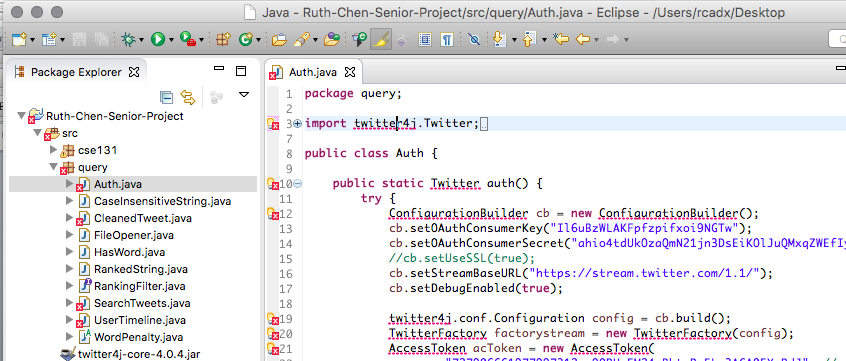 Java - Ruth-Chen-Senior-Project/src/query/Auth.java - Eclipse - /Users/rcadx/Desktop
Package Explorer
Ruth-Chen-Senior-Project
src
cse131
query
Auth.java
CaseInsensitiveString.java
CleanedTweet.java
FileOpener.java
HasWord.java
RankedString.java
RankingFilter.java
SearchTweets.java
UserTimeline.java
WordPenalty.java
twitter4j-core-4.0.4.jar
Auth.java
1 package query;
2
3 import twitter4j.Twitter;
7
8 public class Auth {
9
10 public static Twitter auth() {
11 try {
12 ConfigurationBuilder cb = new ConfigurationBuilder();
13 cb.setOAuthConsumerKey("Il6uBzWLAKFpfzpifxoi9NGTw");
14 cb.setOAuthConsumerSecret("ahio4tdUkOzaQmN21jn3DsEiKOlJuQMxqZWEfIy
15 //cb.setUseSSL(true);
16 cb.setStreamBaseURL("https://stream.twitter.com/1.1/");
17 cb.setDebugEnabled(true);
18
19 twitter4j.conf.Configuration config = cb.build();
20 TwitterFactory factorystream = new TwitterFactory(config);
21 AccessToken acToken = new AccessToken(